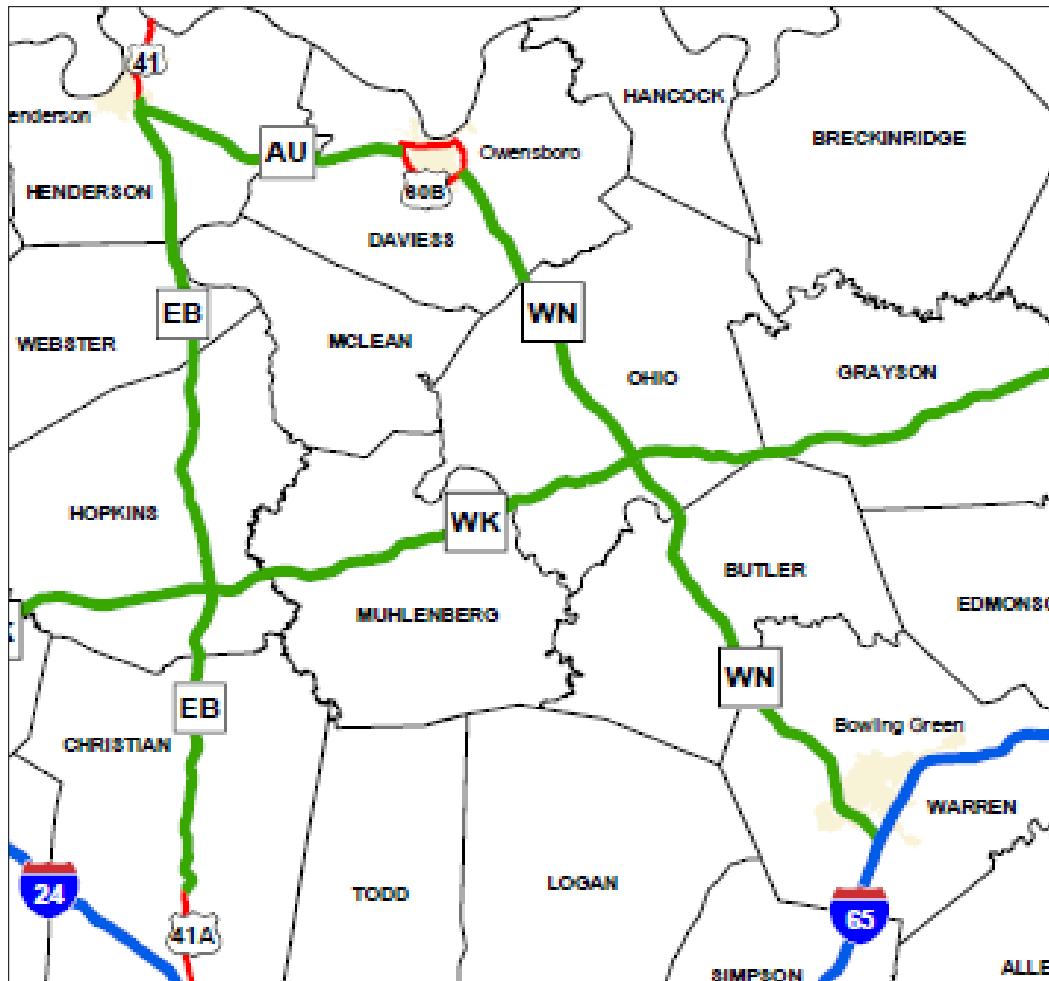 41
HANCOCK
enderson
BRECKINRIDGE
AU
Owensboro
60B
HENDERSON
DAVIESS
EB
WN
WEBSTER
MCLEAN
OHIO
GRAYSON
HOPKINS
WK
BUTLER
EDMONSO
MUHLENBERG
WN
EB
Bowling Green
CHRISTIAN
WARREN
24
TODD
LOGAN
65
41A
SIMPSON
ALLE